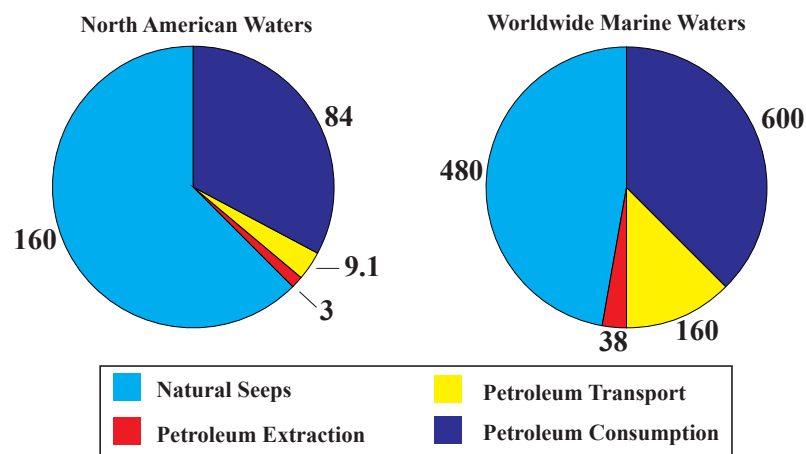 North American Waters
84
160
9.1
3
Worldwide Marine Waters
600
480
160
38
Natural Seeps
Petroleum Transport
Petroleum Extraction
Petroleum Consumption